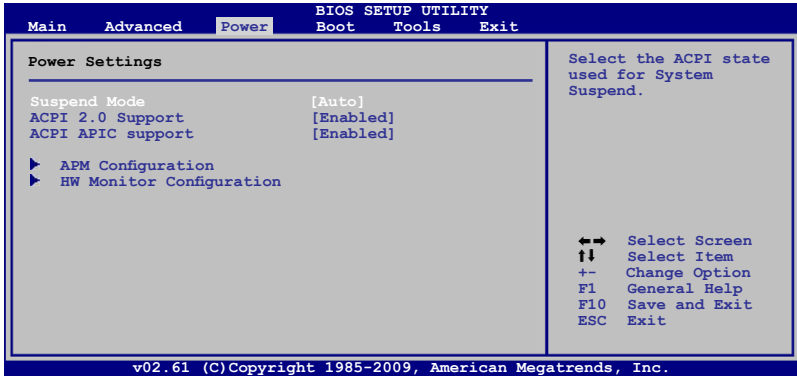 BIOS SETUP UTILITY
Main Advanced Power Boot Tools Exit
Power Settings
Suspend Mode [Auto]
ACPI 2.0 Support [Enabled]
ACPI APIC support [Enabled]
APM Configuration
HW Monitor Configuration
Select the ACPI state
used for System
Suspend.
Select Screen
Select Item
+- Change Option
F1 General Help
F10 Save and Exit
ESC Exit
v02.61 (C)Copyright 1985-2009, American Megatrends, Inc.